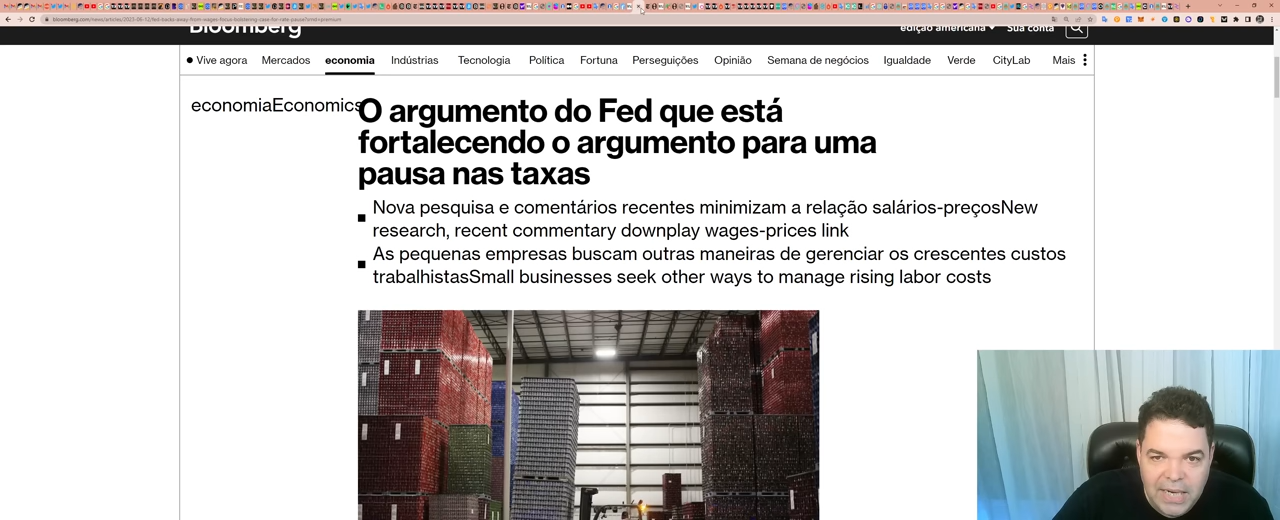 bloomberg.com/news/articles/2023-06-12/fed-backs-away-from-wages-focus-bolstering-case-for-rate-pause?srnd=premium
Bloomberg
edição americana
Sua conta
Vive agora Mercados economia Indústrias Tecnologia Política Fortuna Perseguições Opinião Semana de negócios Igualdade Verde CityLab Mais
economiaEconomics
O argumento do Fed que está
fortalecendo o argumento para uma
pausa nas taxas
Nova pesquisa e comentários recentes minimizam a relação salários-preçosNew
research, recent commentary downplay wages-prices link
As pequenas empresas buscam outras maneiras de gerenciar os crescentes custos
trabalhistasSmall businesses seek other ways to manage rising labor costs